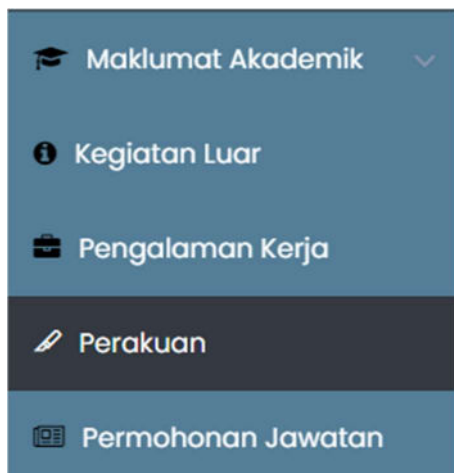 Maklumat Akademik
Kegiatan Luar
Pengalaman Kerja
Perakuan
Permohonan Jawatan